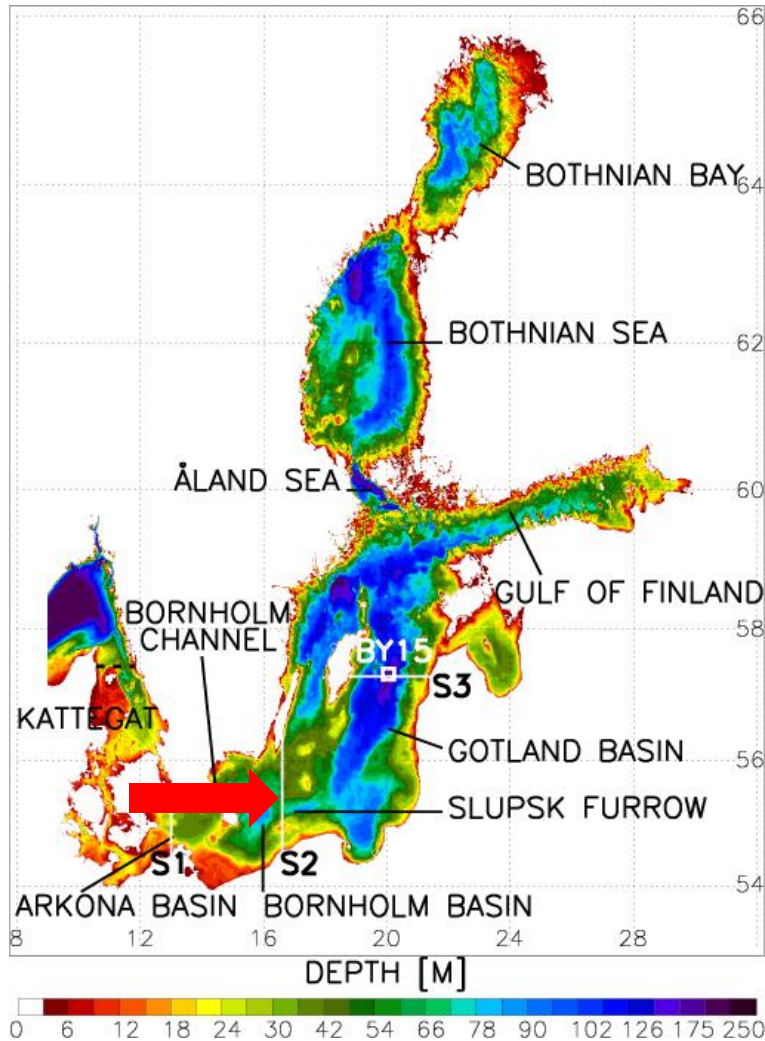 66
BOTHNIAN BAY
64
BOTHNIAN SEA
62
ÅLAND SEA
60
GULF OF FINLAND
BORNHOLM
CHANNEL
58
BY15
S3
KATTEGAT
GOTLAND BASIN
56
SLUPSK FURROW
S1
S2
54
ARKONA BASIN
BORNHOLM BASIN
8 12 16 20 24 28
DEPTH [M]
0 6 12 18 24 30 42 54 66 78 90 102 126 175 250